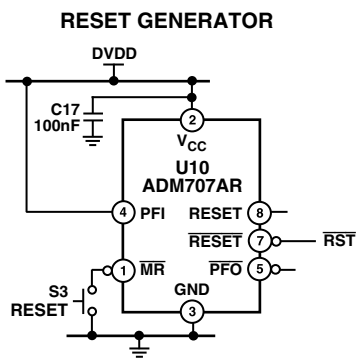 RESET GENERATOR
DVDD
C17
100nF
2
VCC
U10
ADM707AR
4 PFI
RESET 8
RESET 7
RST
1 MR
PFO 5
S3
RESET
GND
3